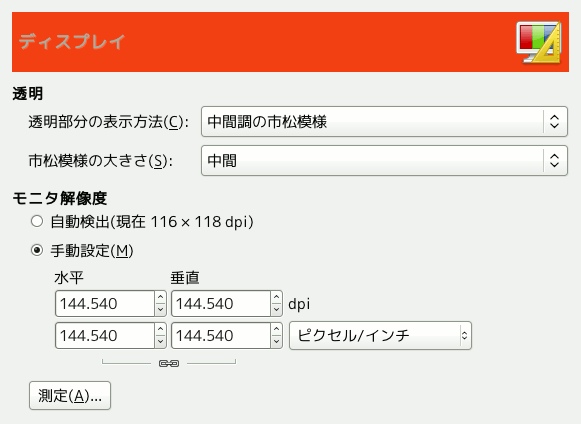 ディスプレイ
透明
透明部分の表示方法(C): 中間調の市松模様
市松模様の大きさ(S): 中間
モニタ解像度
自動検出(現在 116 × 118 dpi)
手動設定(M)
水平 垂直
144.540 144.540 dpi
144.540 144.540 ピクセル/インチ
測定(A)...